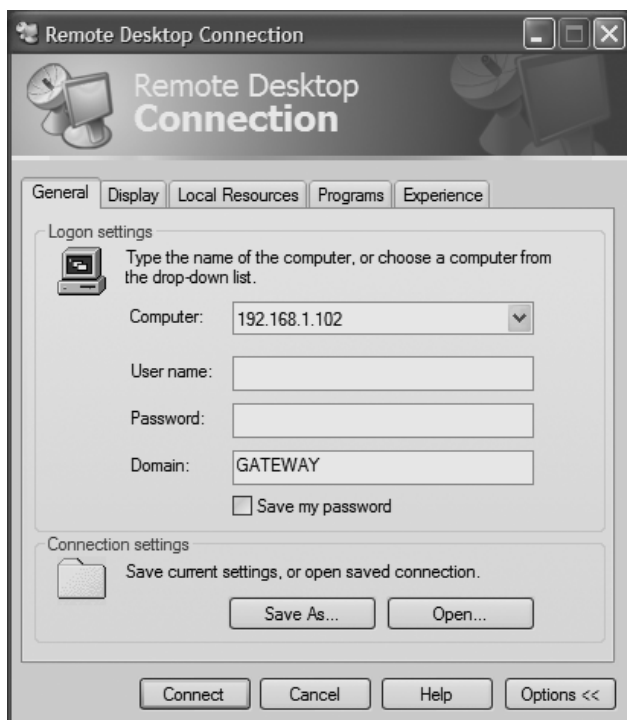 Remote Desktop Connection
Remote Desktop
Connection
General Display Local Resources Programs Experience
Logon settings
Type the name of the computer, or choose a computer from
the drop-down list.
Computer: 192.168.1.102
User name:
Password:
Domain: GATEWAY
Save my password
Connection settings
Save current settings, or open saved connection.
Save As... Open...
Connect Cancel Help Options <<